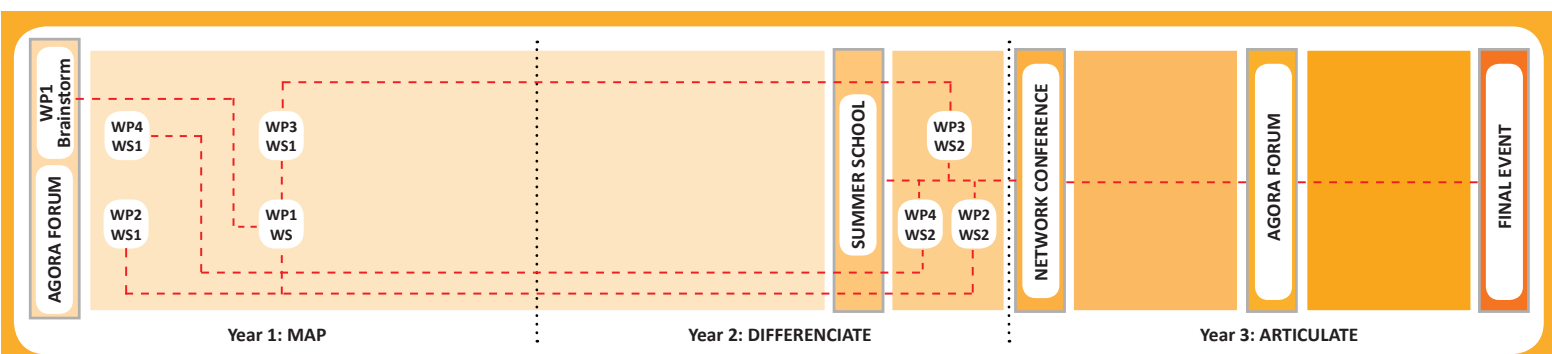 WP1
Brainstorm
AGORA FORUM
WP4
WS1
WP2
WS1
WP3
WS1
WP1
WS
SUMMER SCHOOL
WP3
WS2
WP4
WS2
WP2
WS2
NETWORK CONFERENCE
AGORA FORUM
FINAL EVENT
Year 1: MAP
Year 2: DIFFERENCIATE
Year 3: ARTICULATE